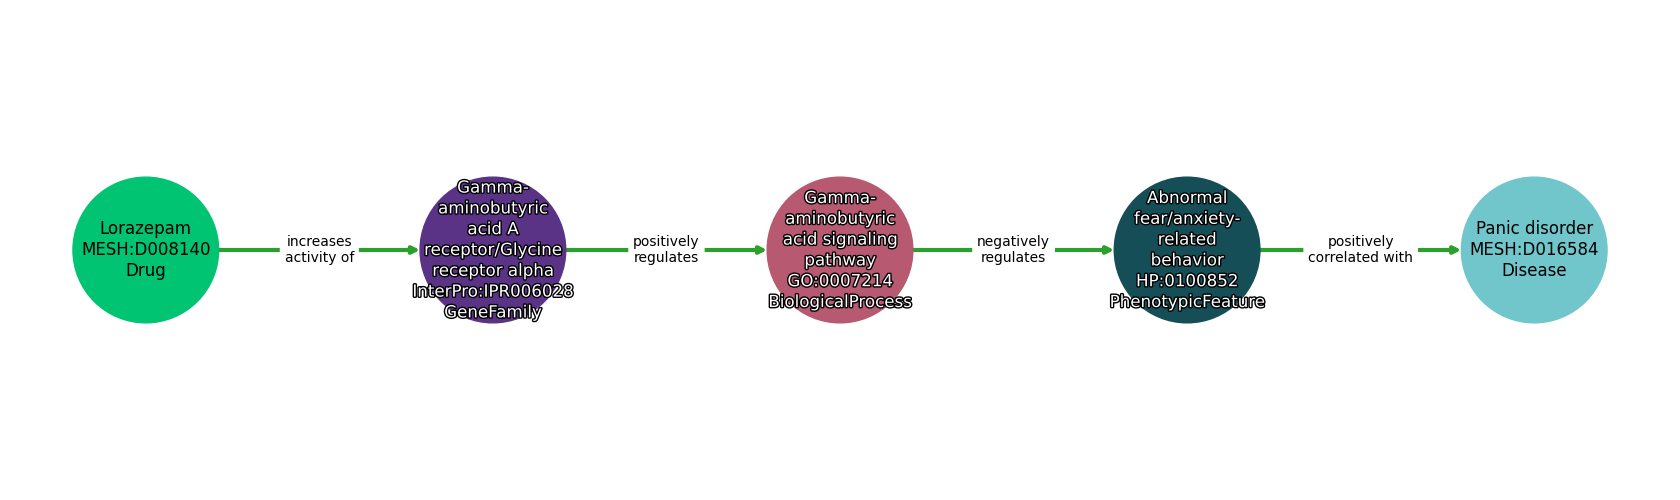 Lorazepam
MESH:D008140
Drug
increases
activity of
Gamma-
aminobutyric
acid A
receptor/Glycine
receptor alpha
InterPro:IPR006028
GeneFamily
positively
regulates
Gamma-
aminobutyric
acid signaling
pathway
GO:0007214
BiologicalProcess
negatively
regulates
Abnormal
fear/anxiety-
related
behavior
HP:0100852
PhenotypicFeature
positively
correlated with
Panic disorder
MESH:D016584
Disease